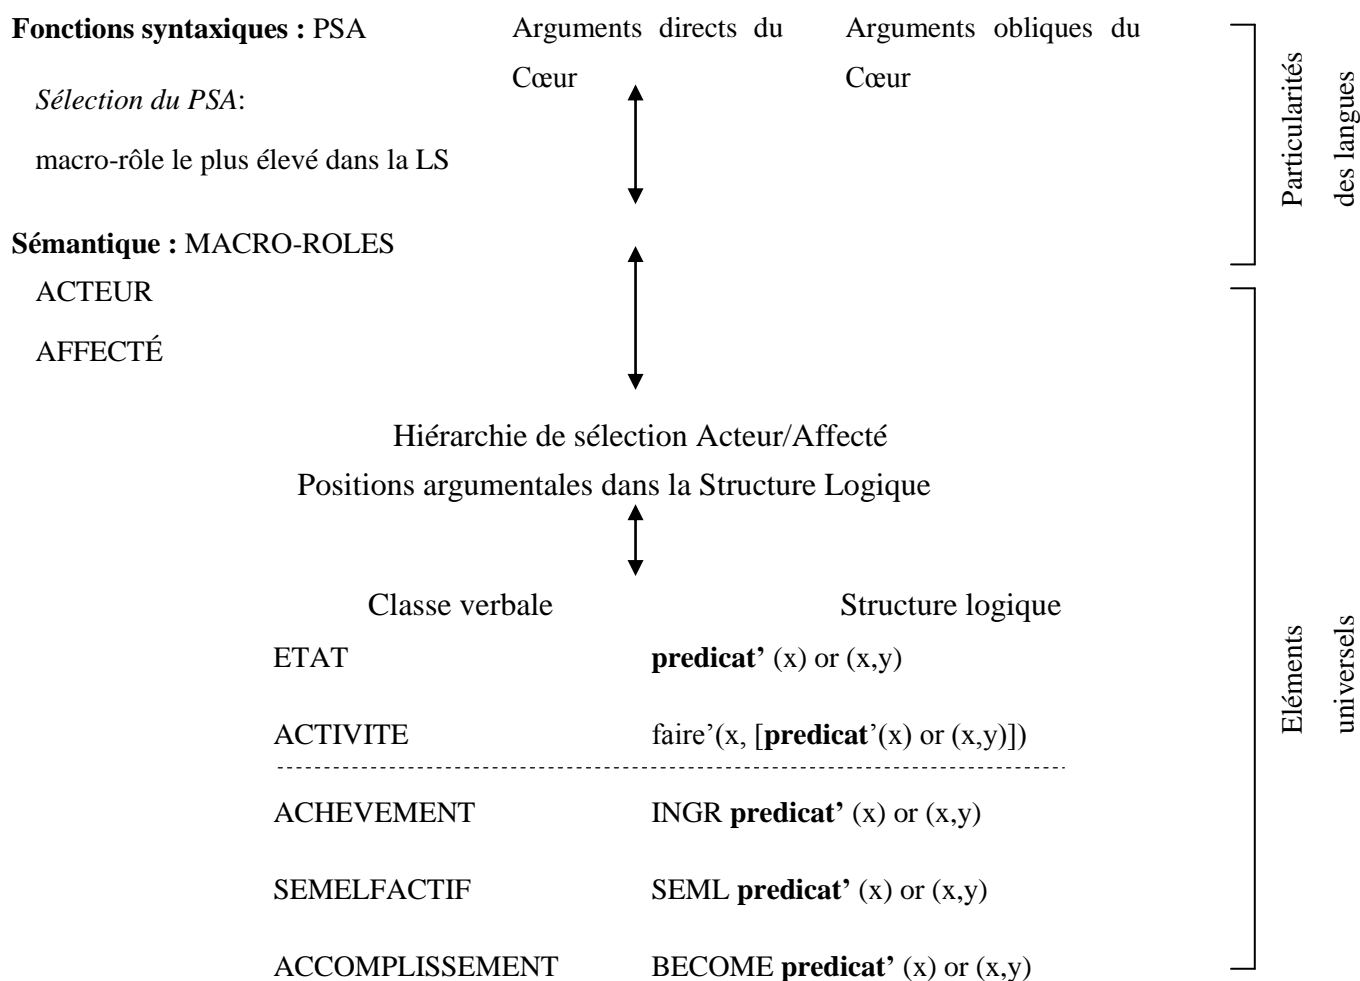 Fonctions syntaxiques : PSA
Arguments directs du
Cœur
Arguments obliques du
Cœur
Sélection du PSA:
macro-rôle le plus élevé dans la LS
Particularités
des langues
Sémantique : MACRO-ROLES
ACTEUR
AFFECTÉ
Hiérarchie de sélection Acteur/Affecté
Positions argumentales dans la Structure Logique
Classe verbale Structure logique
ETAT predicat’ (x) or (x,y)
ACTIVITE faire’(x, [predicat’(x) or (x,y)])
ACHEVEMENT INGR predicat’ (x) or (x,y)
SEMELFACTIF SEML predicat’ (x) or (x,y)
ACCOMPLISSEMENT BECOME predicat’ (x) or (x,y)
Eléments
universels